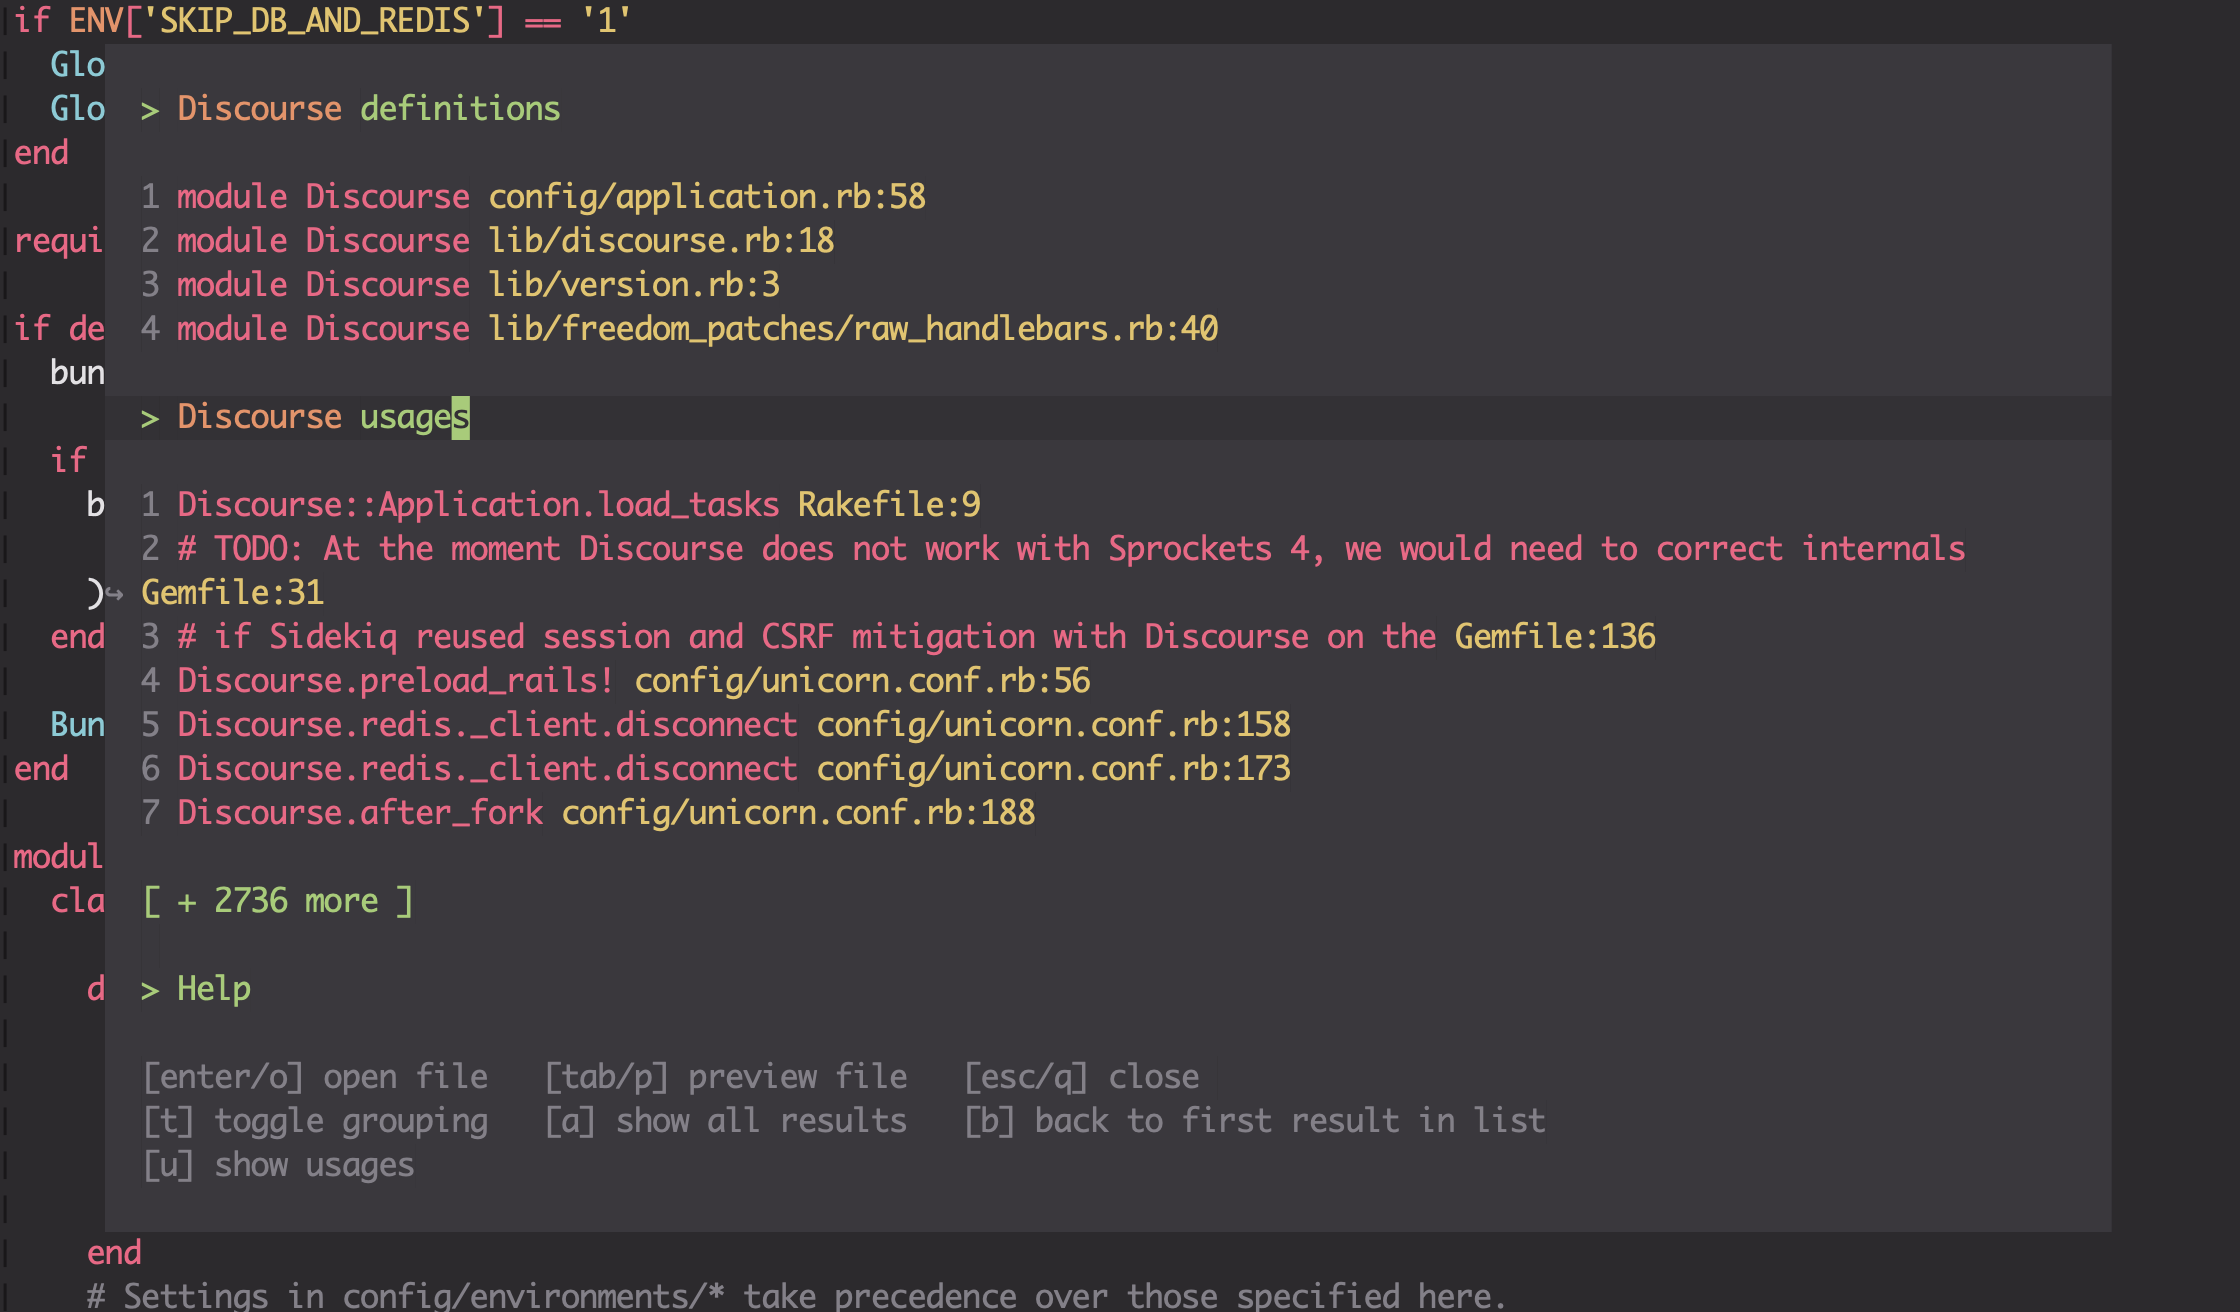 if ENV['SKIP_DB_AND_REDIS'] == '1'
Glo
Glo > Discourse definitions
end
1 module Discourse config/application.rb:58
requi 2 module Discourse lib/discourse.rb:18
3 module Discourse lib/version.rb:3
if de 4 module Discourse lib/freedom_patches/raw_handlebars.rb:40
bun
> Discourse usages
if
b 1 Discourse::Application.load_tasks Rakefile:9
2 # TODO: At the moment Discourse does not work with Sprockets 4, we would need to correct internals
)↪ Gemfile:31
end 3 # if Sidekiq reused session and CSRF mitigation with Discourse on the Gemfile:136
4 Discourse.preload_rails! config/unicorn.conf.rb:56
Bun 5 Discourse.redis._client.disconnect config/unicorn.conf.rb:158
end 6 Discourse.redis._client.disconnect config/unicorn.conf.rb:173
7 Discourse.after_fork config/unicorn.conf.rb:188
modul
cla [ + 2736 more ]
d > Help
[enter/o] open file [tab/p] preview file [esc/q] close
[t] toggle grouping [a] show all results [b] back to first result in list
[u] show usages
end
# Settings in config/environments/* take precedence over those specified here.